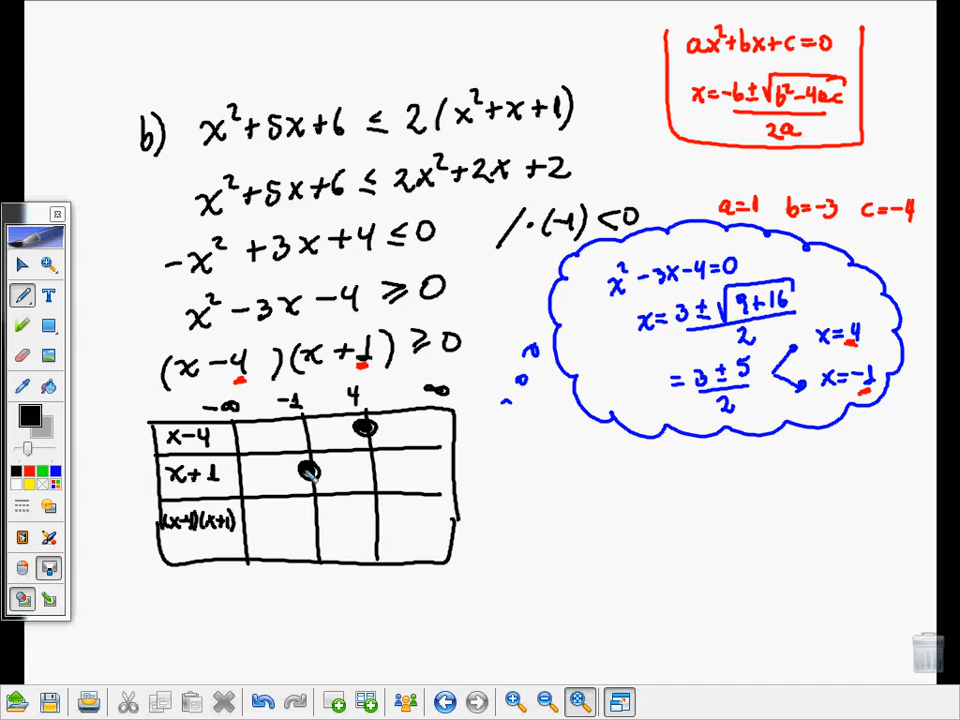 ax²+bx+c=0
x=-b±√b²-4ac
2a
b) x²+5x+6 ≤ 2(x²+x+1)
x²+5x+6 ≤ 2x²+2x+2
-x²+3x+4 ≤ 0 /·(-1) <0
x²-3x-4 ≥ 0
(x-4)(x+1) ≥ 0
a=1 b=-3 c=-4
x²-3x-4=0
x=3±√9+16
2
=3±5
2
x=4
x=-1
-∞ -1 4 ∞
x-4
x+1
(x-4)(x+1)
T